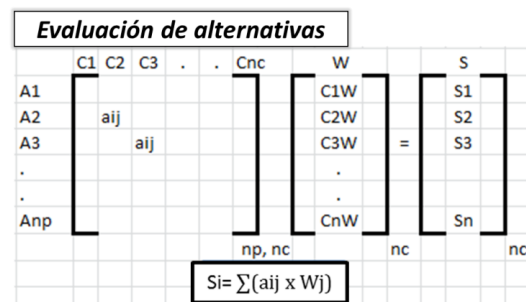 Evaluación de alternativas
C1 C2 C3 . . Cnc W S
A1 C1W S1
A2 aij C2W S2
A3 aij C3W = S3
. . .
. . .
Anp CnW Sn
np, nc nc nc
Si= ∑(aij x Wj)